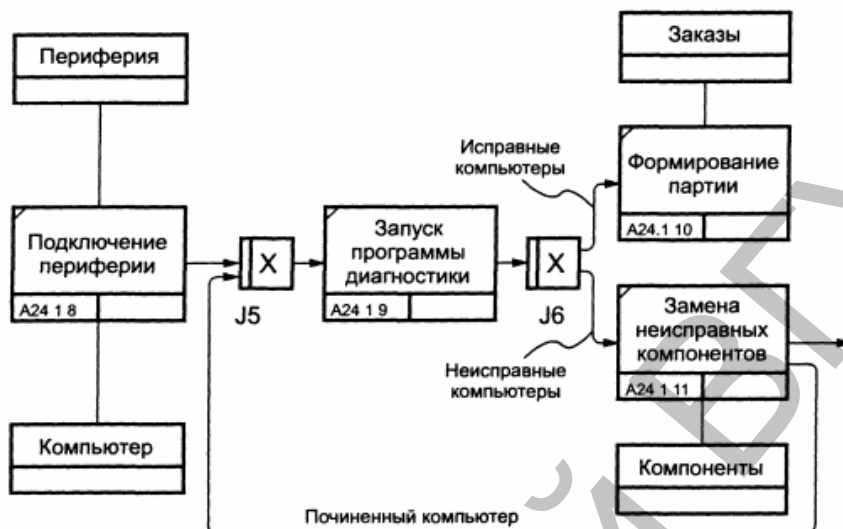 Периферия
Заказы
Исправные
компьютеры
Формирование
партии
A24.1 10
Подключение
периферии
A24 1 8
X
J5
Запуск
программы
диагностики
A24 1 9
X
J6
Замена
неисправных
компонентов
A24 1 11
Неисправные
компьютеры
Компьютер
Компоненты
Починенный компьютер